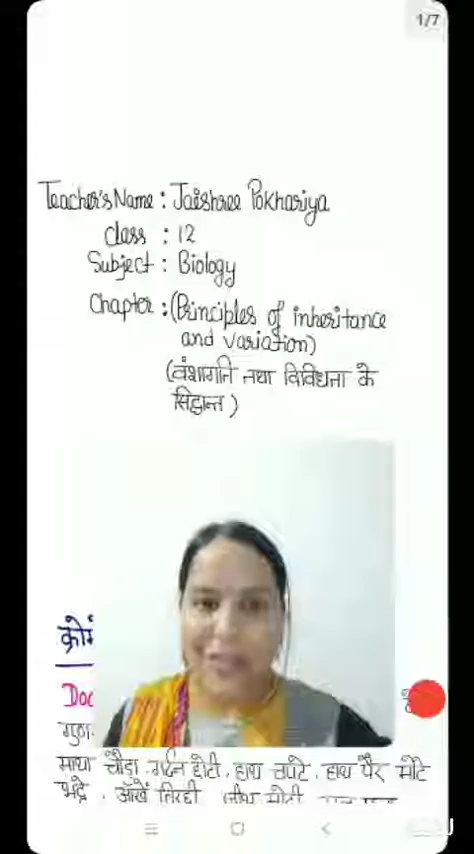 1/7
Teacher's Name : Jaishree Pokhariya
class : 12
Subject : Biology
Chapter : (Principles of inheritance
and variation)
(वंशागति तथा विविधता के
सिद्धान्त )
माथा चौड़ा , गर्दन छोटी , हाथ चपटे , हाथ पैर मोटे
भद्दे , आँखें तिरछी जीभ मोटी